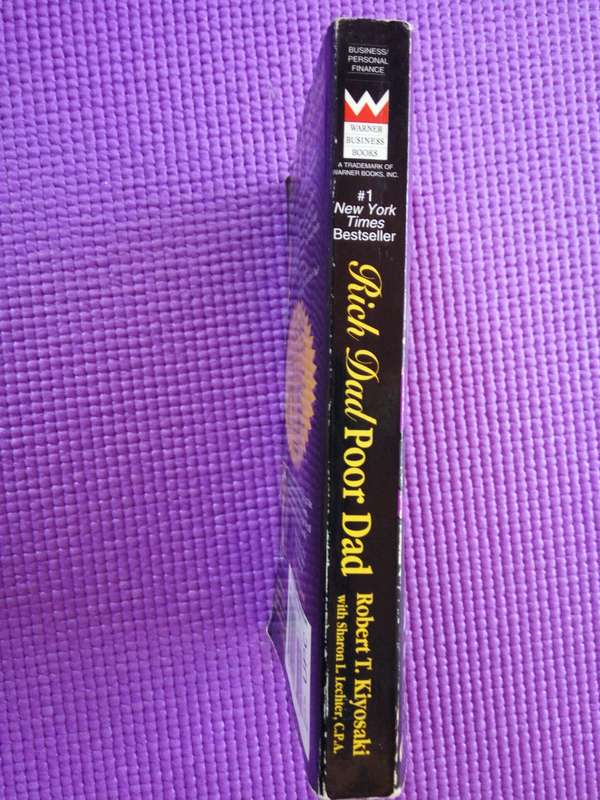 BUSINESS/
PERSONAL
FINANCE
WARNER
BUSINESS
BOOKS
A TRADEMARK OF
WARNER BOOKS, INC.
#1
New York
Times
Bestseller
Rich Dad Poor Dad
Robert T. Kiyosaki
with Sharon L. Lechter, C.P.A.